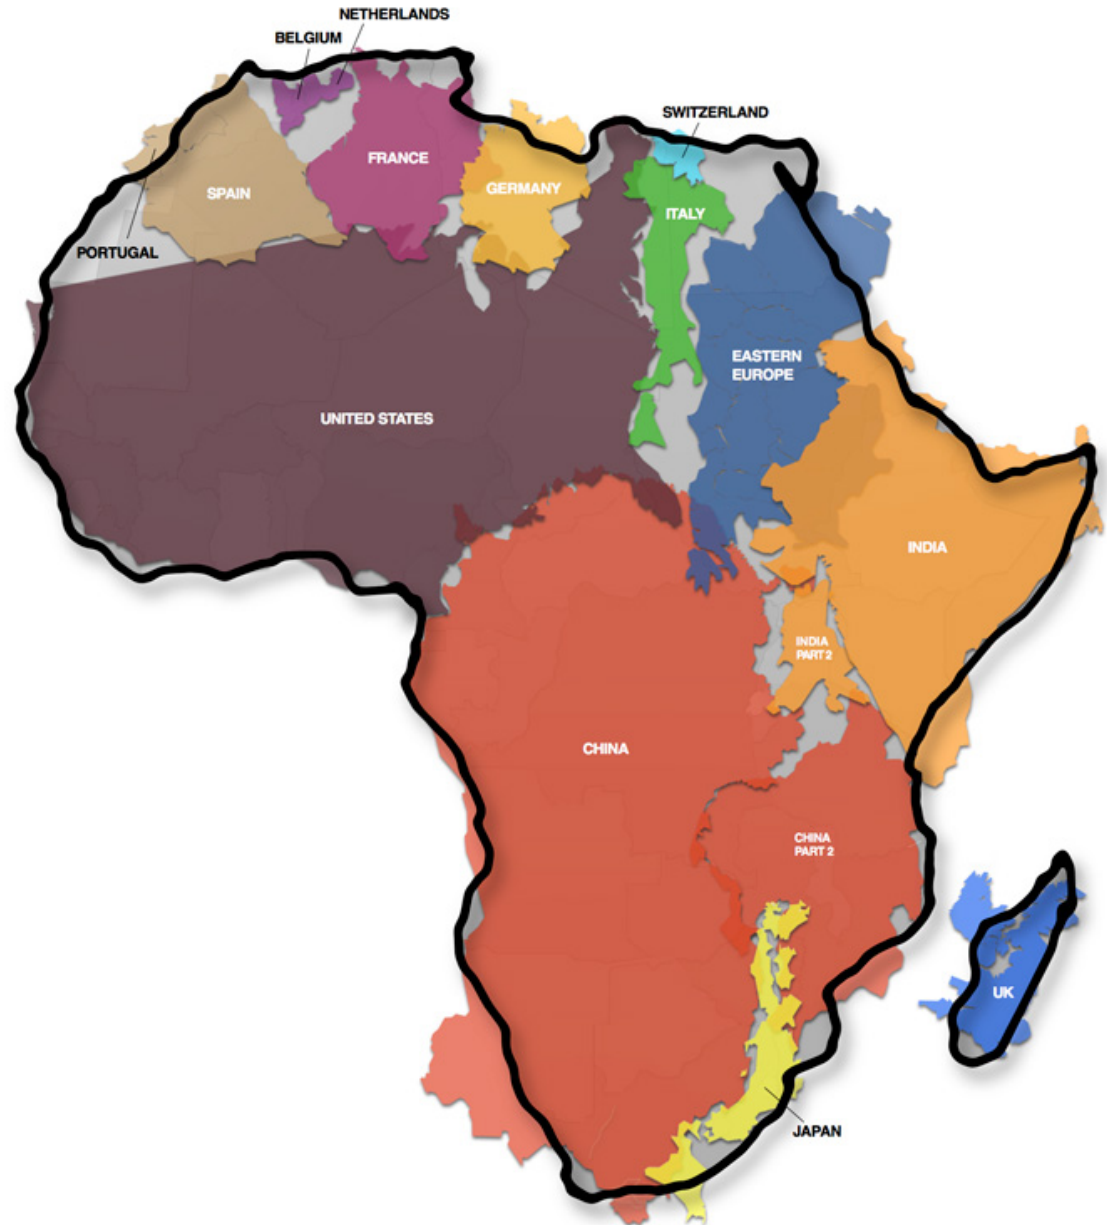 NETHERLANDS
BELGIUM
SWITZERLAND
FRANCE
GERMANY
SPAIN
ITALY
PORTUGAL
EASTERN
EUROPE
UNITED STATES
INDIA
INDIA
PART 2
CHINA
CHINA
PART 2
UK
JAPAN